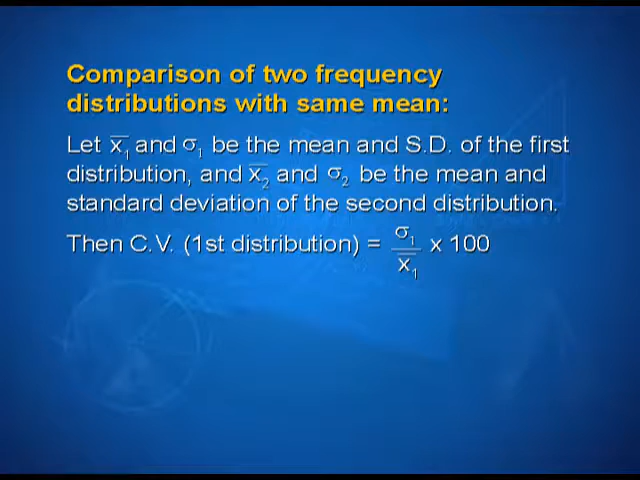 Comparison of two frequency
distributions with same mean:
Let x̄₁ and σ₁ be the mean and S.D. of the first
distribution, and x̄₂ and σ₂ be the mean and
standard deviation of the second distribution.
Then C.V. (1st distribution) = σ₁/x̄₁ x 100